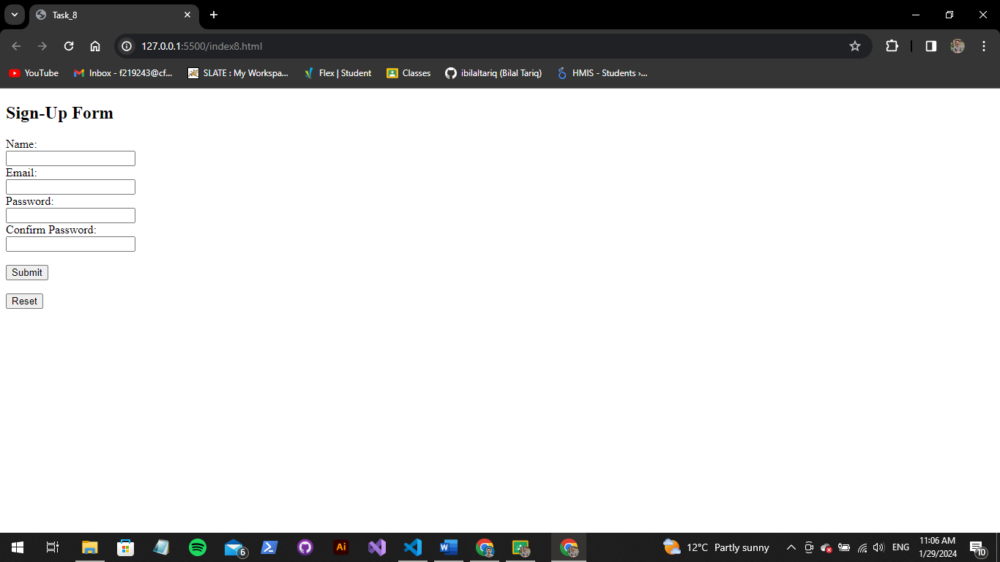 Task_8
127.0.0.1:5500/index8.html
YouTube Inbox - f219243@cf... SLATE : My Workspa... Flex | Student Classes ibilaltariq (Bilal Tariq) HMIS - Students ›...
Sign-Up Form
Name:
Email:
Password:
Confirm Password:
Submit
Reset
6 Ai W 12°C Partly sunny ENG 11:06 AM
1/29/2024
10